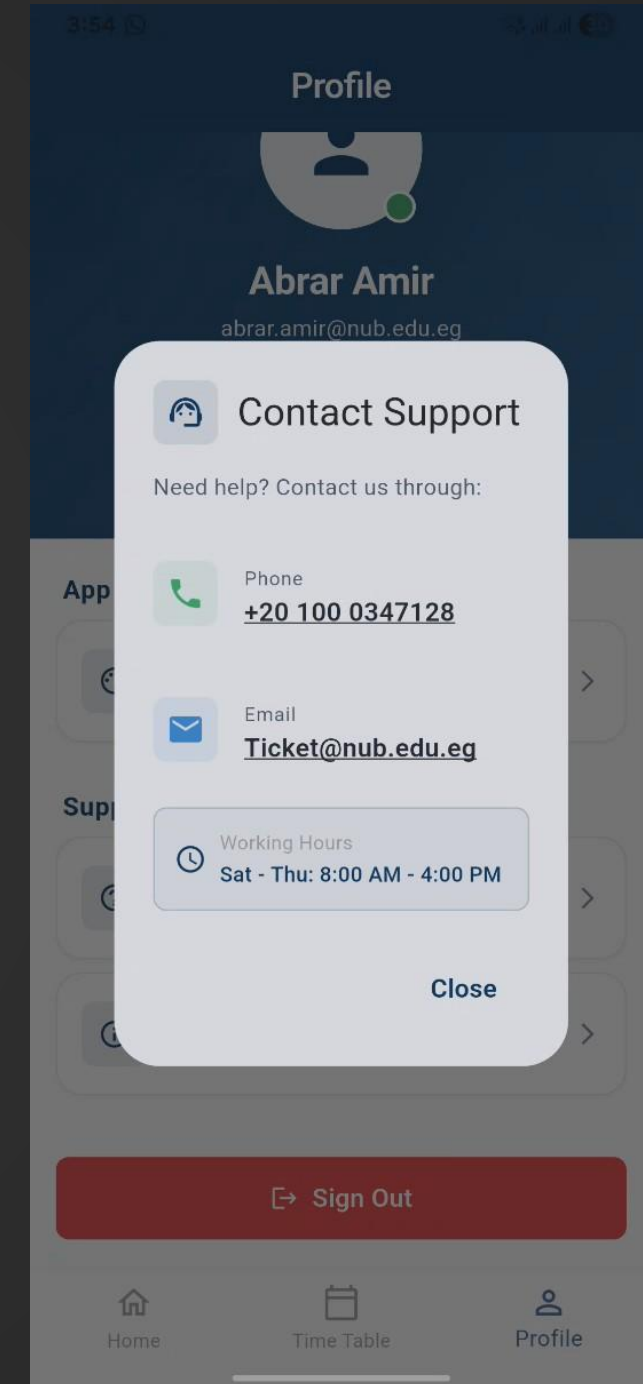 3:54
Profile
Abrar Amir
abrar.amir@nub.edu.eg
Contact Support
Need help? Contact us through:
App
Phone
+20 100 0347128
Email
Ticket@nub.edu.eg
Working Hours
Sat - Thu: 8:00 AM - 4:00 PM
Close
Sign Out
Home
Time Table
Profile